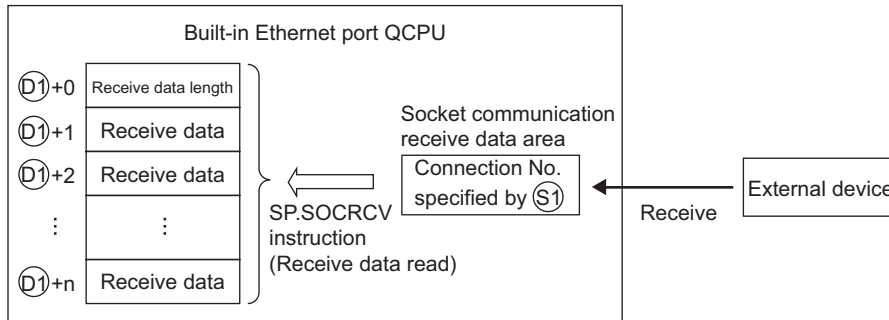 Built-in Ethernet port QCPU
D1+0 Receive data length
D1+1 Receive data
D1+2 Receive data
⋮ ⋮
D1+n Receive data
SP.SOCRCV
instruction
(Receive data read)
Socket communication
receive data area
Connection No.
specified by S1
Receive
External device